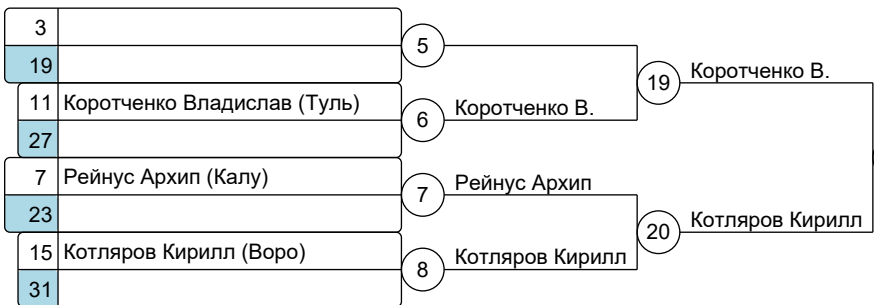 3
19
5
11 Коротченко Владислав (Туль)
27
6
Коротченко В.
19
Коротченко В.
7 Рейнус Архип (Калу)
23
7
Рейнус Архип
15 Котляров Кирилл (Воро)
31
8
Котляров Кирилл
20
Котляров Кирилл